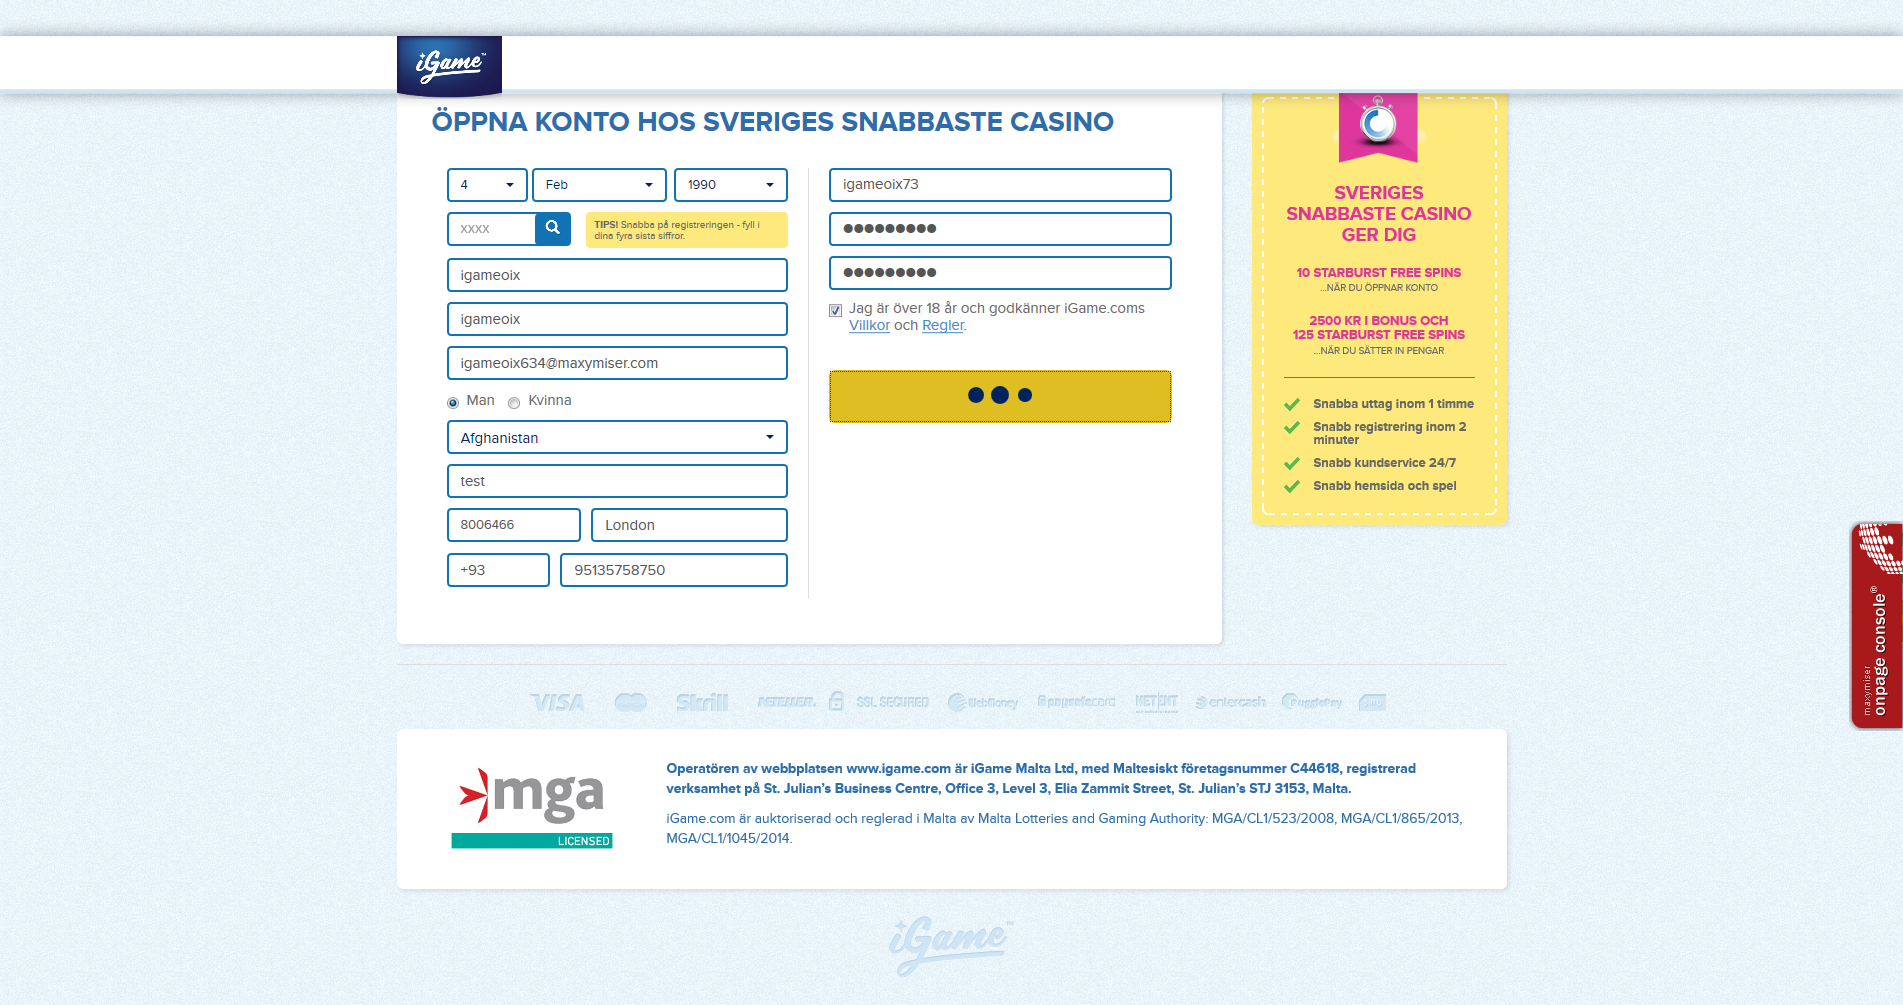 iGame™
ÖPPNA KONTO HOS SVERIGES SNABBASTE CASINO
4
Feb
1990
xxxx
TIPS! Snabba på registreringen - fyll i
dina fyra sista siffror.
igameoix
igameoix
igameoix634@maxymiser.com
Man
Kvinna
Afghanistan
test
8006466
London
+93
95135758750
igameoix73
Jag är över 18 år och godkänner iGame.coms
Villkor och Regler.
SVERIGES
SNABBASTE CASINO
GER DIG
10 STARBURST FREE SPINS
...NÄR DU ÖPPNAR KONTO
2500 KR I BONUS OCH
125 STARBURST FREE SPINS
...NÄR DU SÄTTER IN PENGAR
Snabba uttag inom 1 timme
Snabb registrering inom 2
minuter
Snabb kundservice 24/7
Snabb hemsida och spel
maxymiser
onpage console®
VISA
Skrill
NETELLER.
SSL SECURED
WebMoney
paysafecard
NETENT
entercash
PugglePay
mga
LICENSED
Operatören av webbplatsen www.igame.com är iGame Malta Ltd, med Maltesiskt företagsnummer C44618, registrerad
verksamhet på St. Julian's Business Centre, Office 3, Level 3, Elia Zammit Street, St. Julian's STJ 3153, Malta.
iGame.com är auktoriserad och reglerad i Malta av Malta Lotteries and Gaming Authority: MGA/CL1/523/2008, MGA/CL1/865/2013,
MGA/CL1/1045/2014.
iGame™